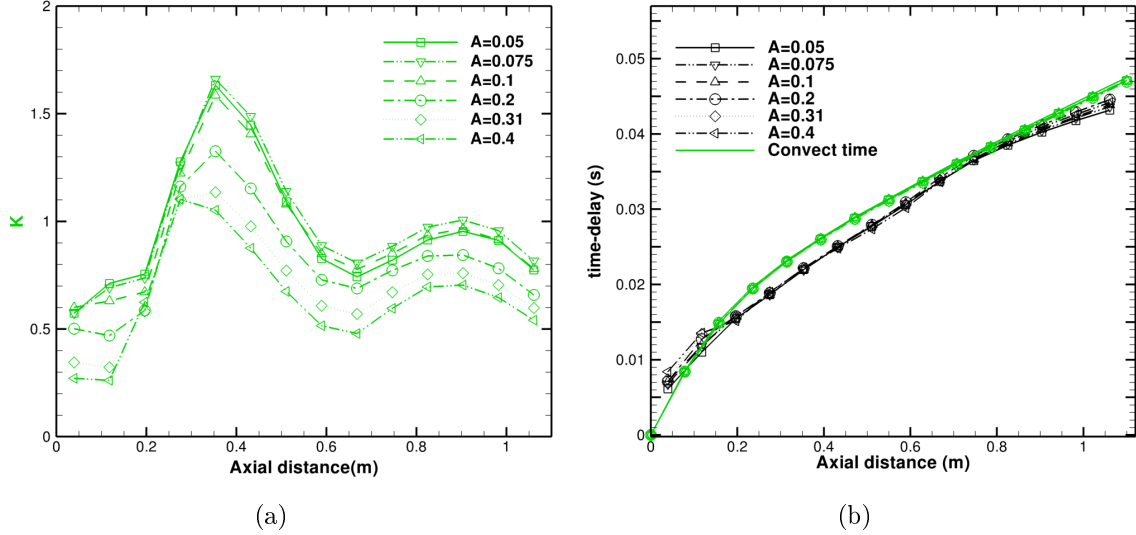 2
1.5
1
0.5
0
K
0 0.2 0.4 0.6 0.8 1
Axial distance(m)
A=0.05
A=0.075
A=0.1
A=0.2
A=0.31
A=0.4
(a)
0.05
0.04
0.03
0.02
0.01
0
time-delay (s)
0 0.2 0.4 0.6 0.8 1
Axial distance (m)
A=0.05
A=0.075
A=0.1
A=0.2
A=0.31
A=0.4
Convect time
(b)